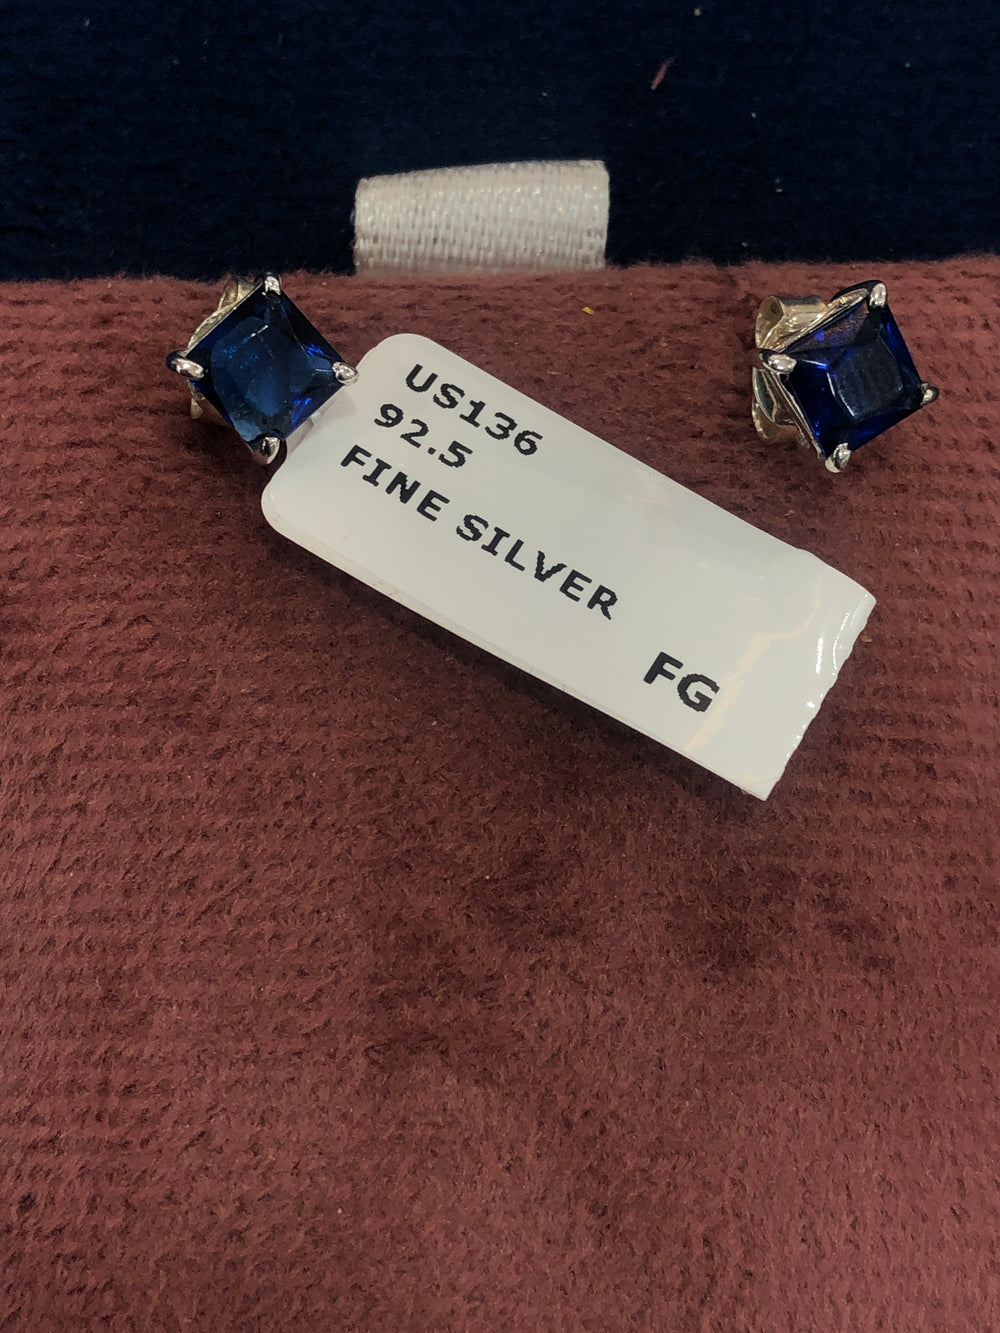 US136
92.5
FINE SILVER
FG